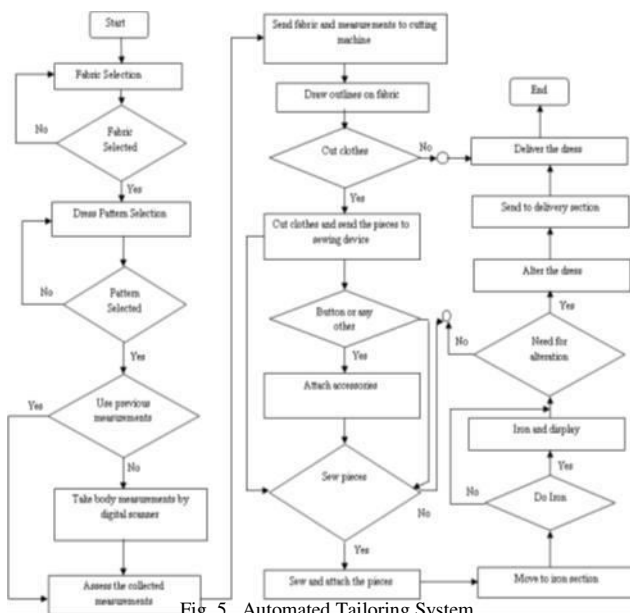 Start
Fabric Selection
No
Fabric
Selected
Yes
Dress Pattern Selection
No
Pattern
Selected
Yes
Yes
Use previous
measurements
No
Take body measurements by
digital scanner
Assess the collected
measurements
Send fabric and measurements to cutting
machine
Draw outlines on fabric
Cut clothes
No
Yes
Cut clothes and send the pieces to
sewing device
Button or any
other
Yes
Attach accessories
Sew pieces
No
Yes
Sew and attach the pieces
Move to iron section
Do Iron
No
Yes
Iron and display
Need for
alteration
No
Yes
Alter the dress
Send to delivery section
Deliver the dress
End
Fig. 5. Automated Tailoring System